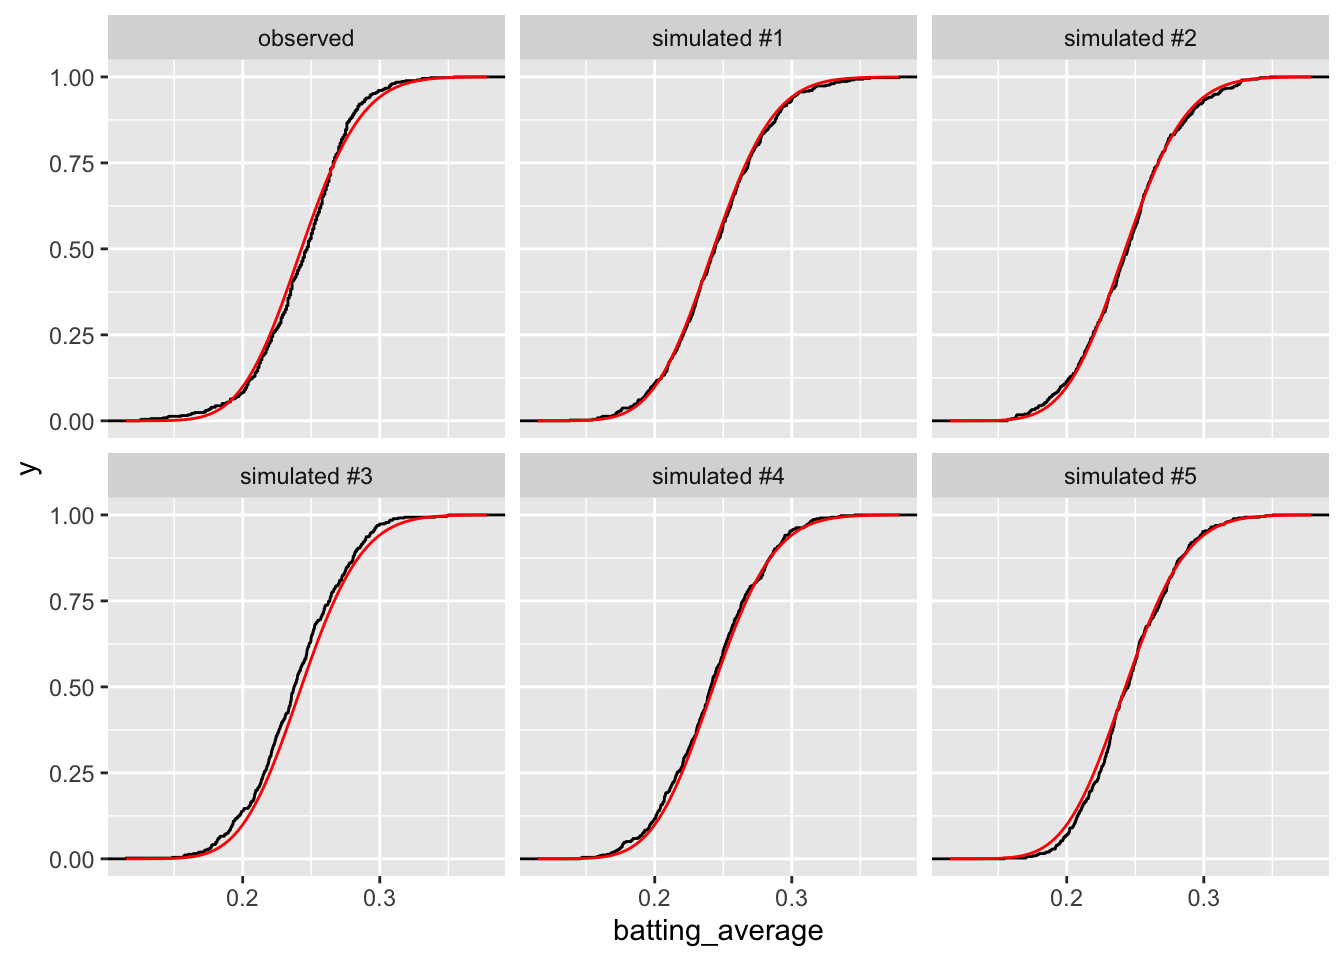 observed
simulated #1
simulated #2
1.00
0.75
0.50
0.25
0.00
y
simulated #3
simulated #4
simulated #5
1.00
0.75
0.50
0.25
0.00
0.2 0.3 0.2 0.3 0.2 0.3
batting_average